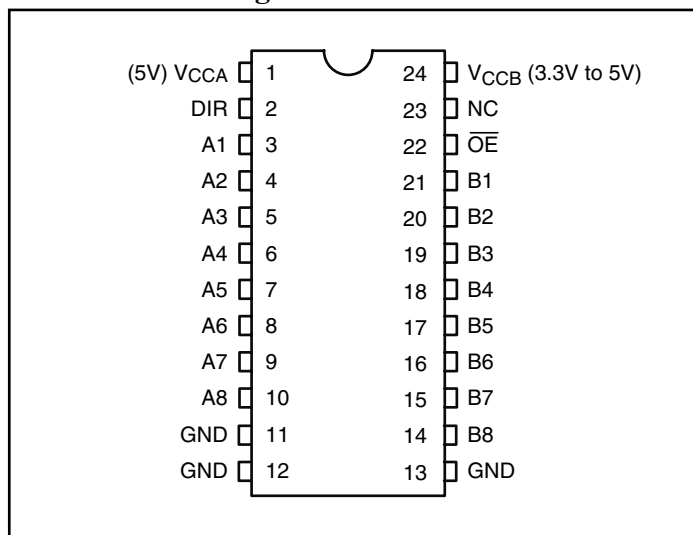 (5V) VCCA 1 24 VCCB (3.3V to 5V)
DIR 2 23 NC
A1 3 22 O̅E̅
A2 4 21 B1
A3 5 20 B2
A4 6 19 B3
A5 7 18 B4
A6 8 17 B5
A7 9 16 B6
A8 10 15 B7
GND 11 14 B8
GND 12 13 GND